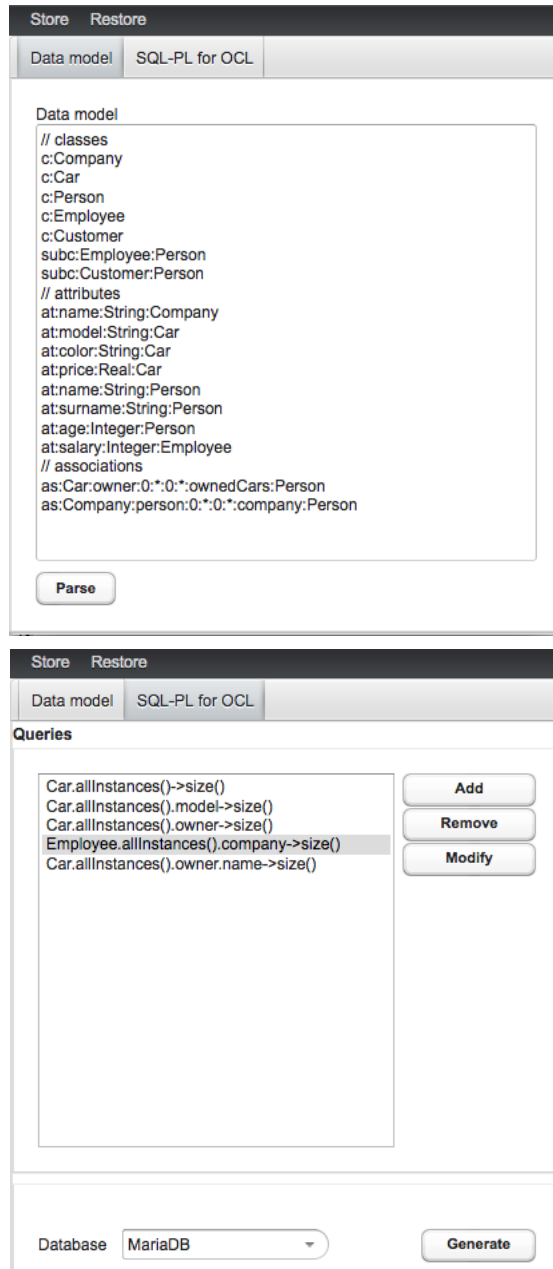 Store Restore
Data model SQL-PL for OCL
Data model
// classes
c:Company
c:Car
c:Person
c:Employee
c:Customer
subc:Employee:Person
subc:Customer:Person
// attributes
at:name:String:Company
at:model:String:Car
at:color:String:Car
at:price:Real:Car
at:name:String:Person
at:surname:String:Person
at:age:Integer:Person
at:salary:Integer:Employee
// associations
as:Car:owner:0:*:0:*:ownedCars:Person
as:Company:person:0:*:0:*:company:Person
Parse
Store Restore
Data model SQL-PL for OCL
Queries
Car.allInstances()->size()
Car.allInstances().model->size()
Car.allInstances().owner->size()
Employee.allInstances().company->size()
Car.allInstances().owner.name->size()
Add
Remove
Modify
Database MariaDB Generate